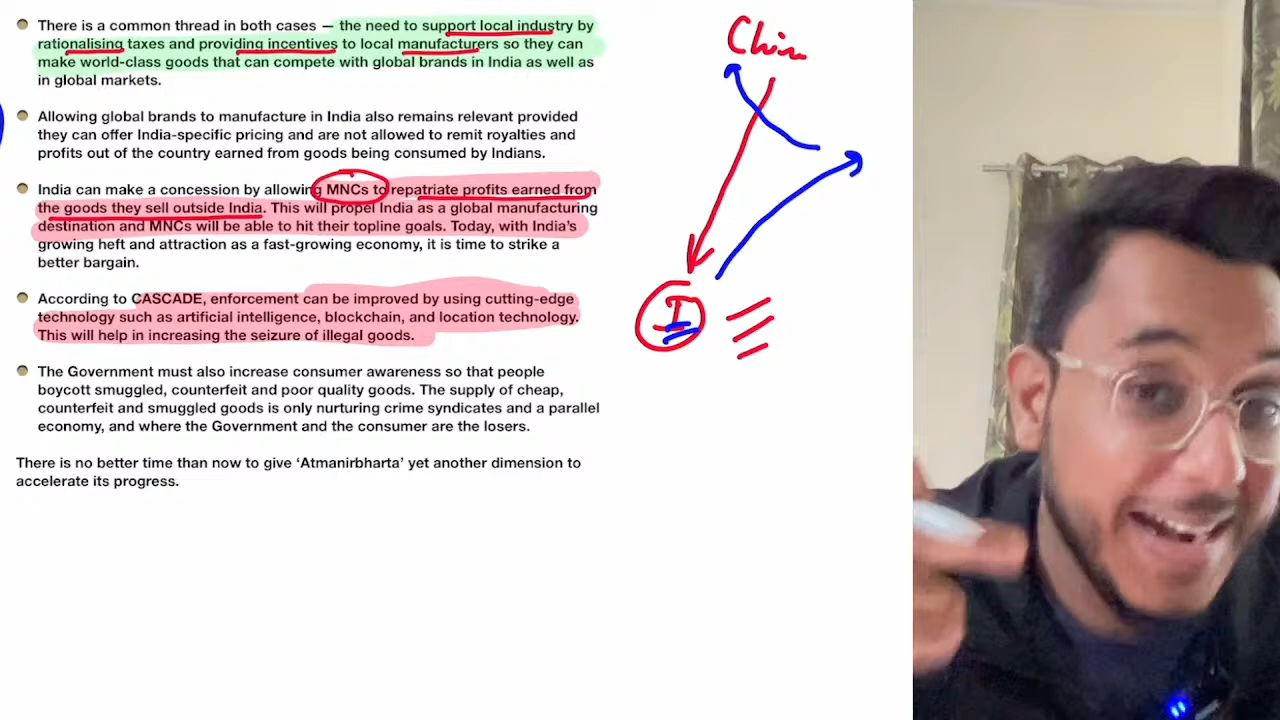 There is a common thread in both cases — the need to support local industry by
rationalising taxes and providing incentives to local manufacturers so they can
make world-class goods that can compete with global brands in India as well as
in global markets.
Allowing global brands to manufacture in India also remains relevant provided
they can offer India-specific pricing and are not allowed to remit royalties and
profits out of the country earned from goods being consumed by Indians.
India can make a concession by allowing MNCs to repatriate profits earned from
the goods they sell outside India. This will propel India as a global manufacturing
destination and MNCs will be able to hit their topline goals. Today, with India’s
growing heft and attraction as a fast-growing economy, it is time to strike a
better bargain.
According to CASCADE, enforcement can be improved by using cutting-edge
technology such as artificial intelligence, blockchain, and location technology.
This will help in increasing the seizure of illegal goods.
The Government must also increase consumer awareness so that people
boycott smuggled, counterfeit and poor quality goods. The supply of cheap,
counterfeit and smuggled goods is only nurturing crime syndicates and a parallel
economy, and where the Government and the consumer are the losers.
There is no better time than now to give ‘Atmanirbharta’ yet another dimension to
accelerate its progress.
I